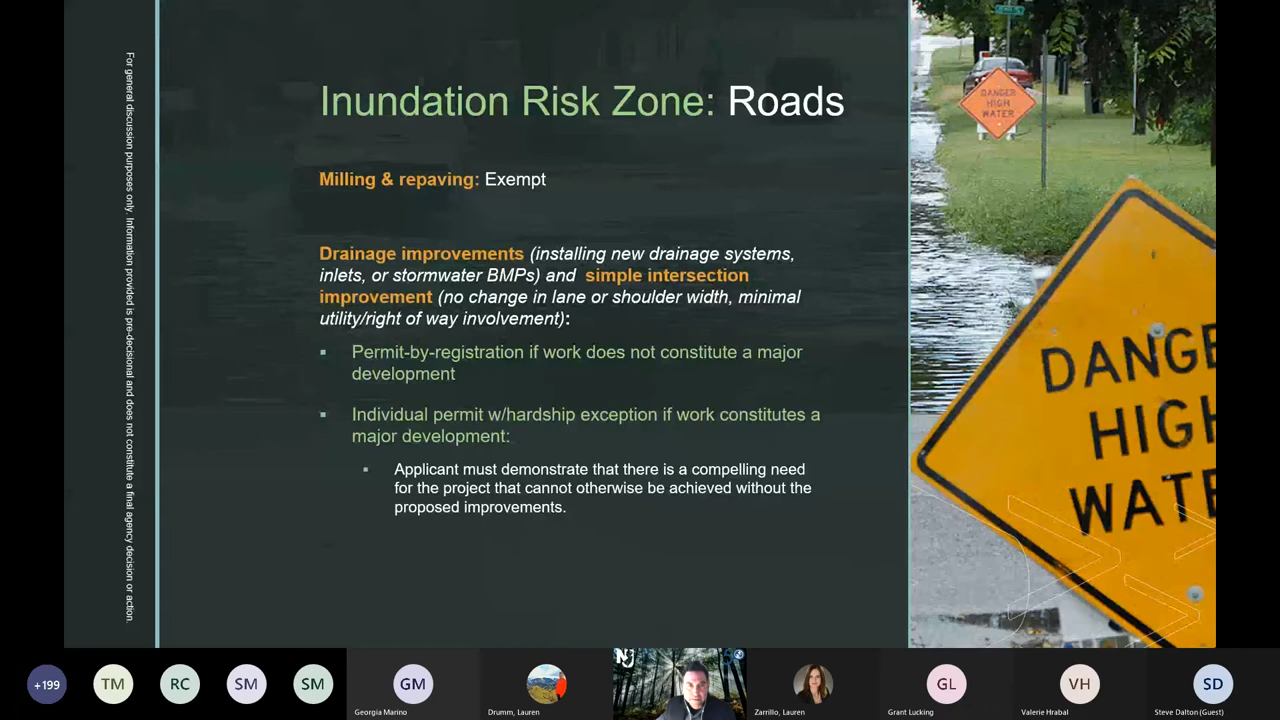 For general discussion purposes only. Information provided is pre-decisional and does not constitute a final agency decision or action.
Inundation Risk Zone: Roads
Milling & repaving: Exempt
Drainage improvements (installing new drainage systems,
inlets, or stormwater BMPs) and simple intersection
improvement (no change in lane or shoulder width, minimal
utility/right of way involvement):
▪ Permit-by-registration if work does not constitute a major
development
▪ Individual permit w/hardship exception if work constitutes a
major development:
▪ Applicant must demonstrate that there is a compelling need
for the project that cannot otherwise be achieved without the
proposed improvements.
DANGER
HIGH
WATER
DANGE
HIGH
WATE
+199
TM
RC
SM
SM
GM
Georgia Marino
Drumm, Lauren
NJ
Zarrillo, Lauren
GL
Grant Lucking
VH
Valerie Hrabal
SD
Steve Dalton (Guest)